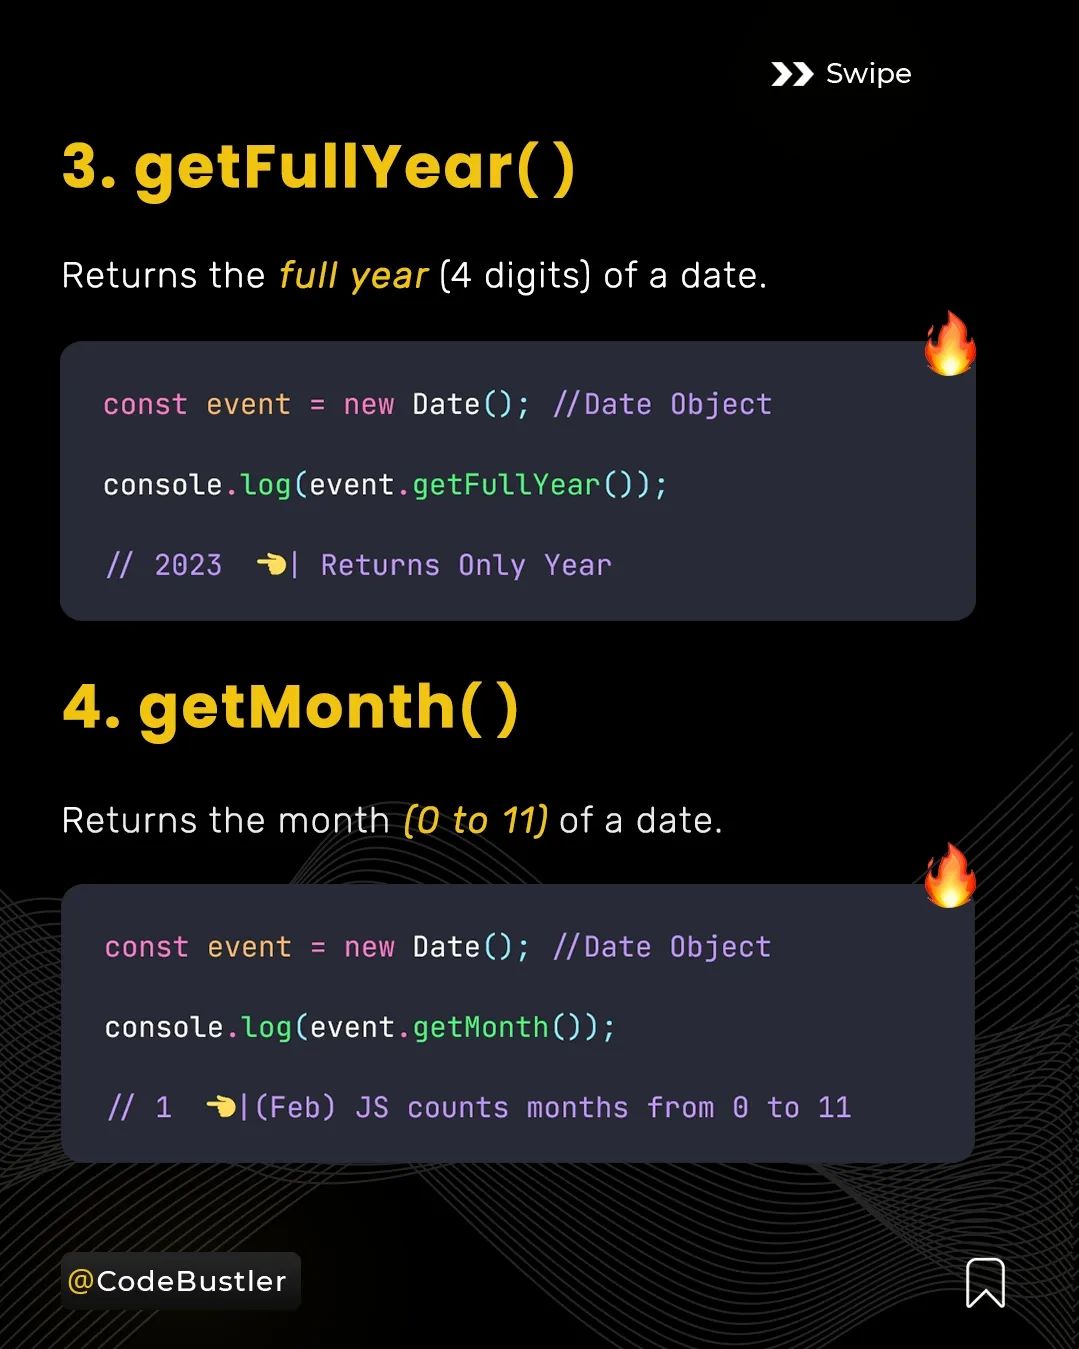 Swipe
3. getFullYear( )
Returns the full year (4 digits) of a date.
const event = new Date(); //Date Object
console.log(event.getFullYear());
// 2023 👈| Returns Only Year
4. getMonth( )
Returns the month (0 to 11) of a date.
const event = new Date(); //Date Object
console.log(event.getMonth());
// 1 👈|(Feb) JS counts months from 0 to 11
@CodeBustler